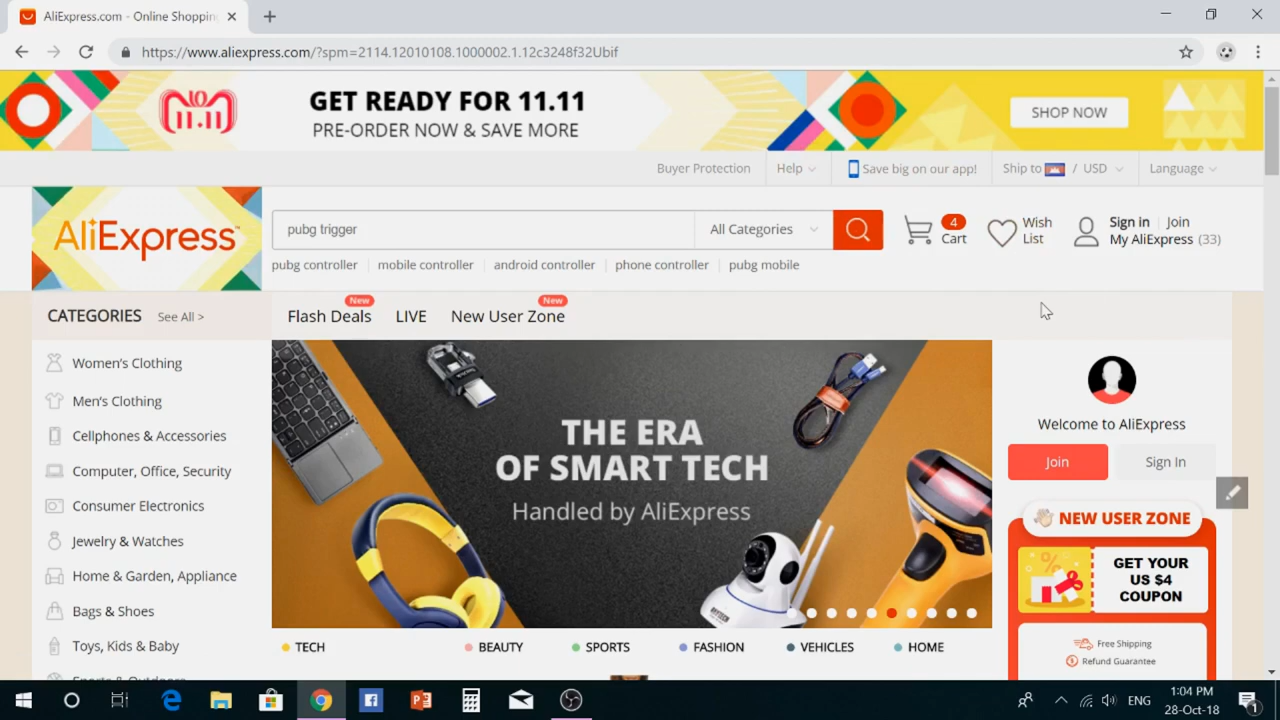 AliExpress.com - Online Shoppin
https://www.aliexpress.com/?spm=2114.12010108.1000002.1.12c3248f32Ubif
10
11.11
GET READY FOR 11.11
PRE-ORDER NOW & SAVE MORE
SHOP NOW
Buyer Protection
Help
Save big on our app!
Ship to / USD
Language
AliExpress™
pubg trigger
All Categories
4
Cart
Wish
List
Sign in | Join
My AliExpress (33)
pubg controller | mobile controller | android controller | phone controller | pubg mobile
CATEGORIES See All >
New
Flash Deals
LIVE
New
New User Zone
Women's Clothing
Men's Clothing
Cellphones & Accessories
Computer, Office, Security
Consumer Electronics
Jewelry & Watches
Home & Garden, Appliance
Bags & Shoes
Toys, Kids & Baby
THE ERA
OF SMART TECH
Handled by AliExpress
TECH
BEAUTY
SPORTS
FASHION
VEHICLES
HOME
Welcome to AliExpress
Join
Sign In
NEW USER ZONE
GET YOUR
US $4
COUPON
Free Shipping
Refund Guarantee
ENG
1:04 PM
28-Oct-18
1